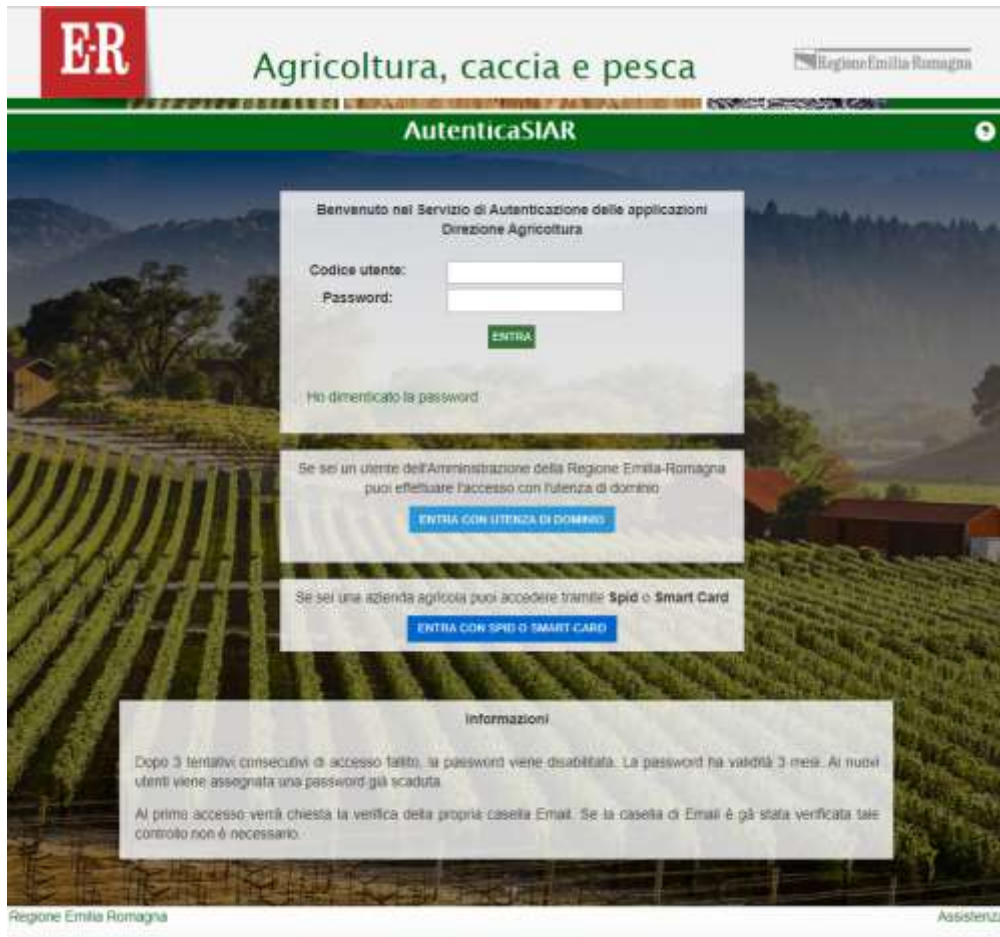 E-R
Agricoltura, caccia e pesca
Regione Emilia-Romagna
AutenticaSIAR
?
Benvenuto nel Servizio di Autenticazione delle applicazioni
Direzione Agricoltura
Codice utente:
Password:
ENTRA
Ho dimenticato la password
Se sei un utente dell'Amministrazione della Regione Emilia-Romagna
puoi effettuare l'accesso con l'utenza di dominio
ENTRA CON UTENZA DI DOMINIO
Se sei una azienda agricola puoi accedere tramite Spid o Smart Card
ENTRA CON SPID O SMART-CARD
Informazioni
Dopo 3 tentativi consecutivi di accesso fallito, la password viene disabilitata. La password ha validità 3 mesi. Ai nuovi
utenti viene assegnata una password già scaduta.
Al primo accesso verrà chiesta la verifica della propria casella Email. Se la casella di Email è gà stata verificata tale
controllo non è necessario.
Regione Emilia Romagna
Assistenza